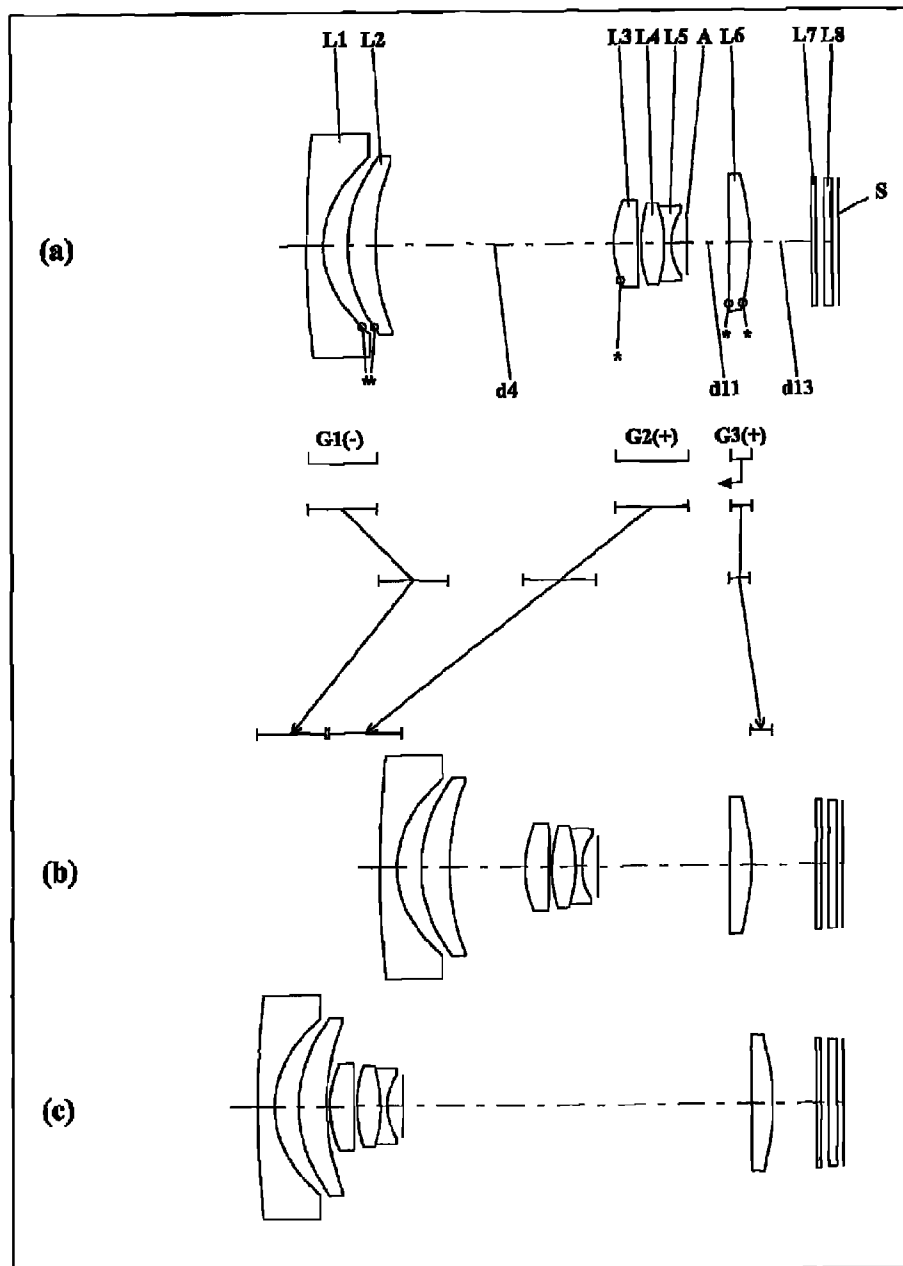 L1 L2 L3 L4 L5 A L6 L7 L8
S
(a)
* * * *
**
d4 d11 d13
G1(-) G2(+) G3(+)
(b)
(c)